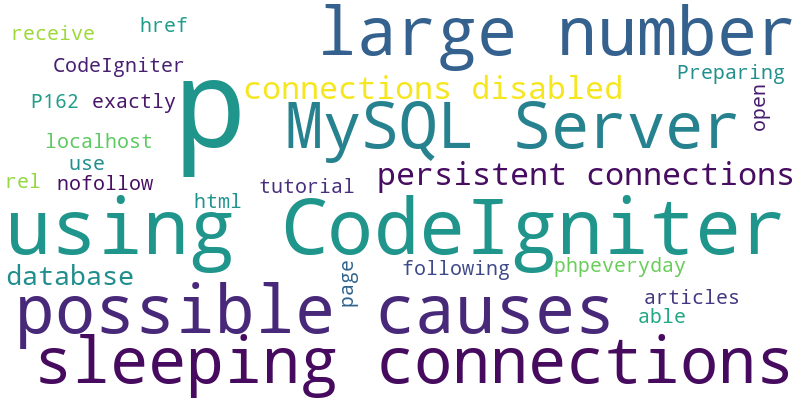 large number
receive
href
CodeIgniter
Preparing
connections disabled
p
P162
exactly
open
MySQL Server
localhost
use
persistent connections
rel
nofollow
tutorial
html
using CodeIgniter
database
page
following
phpeveryday
possible causes
articles
able
sleeping connections